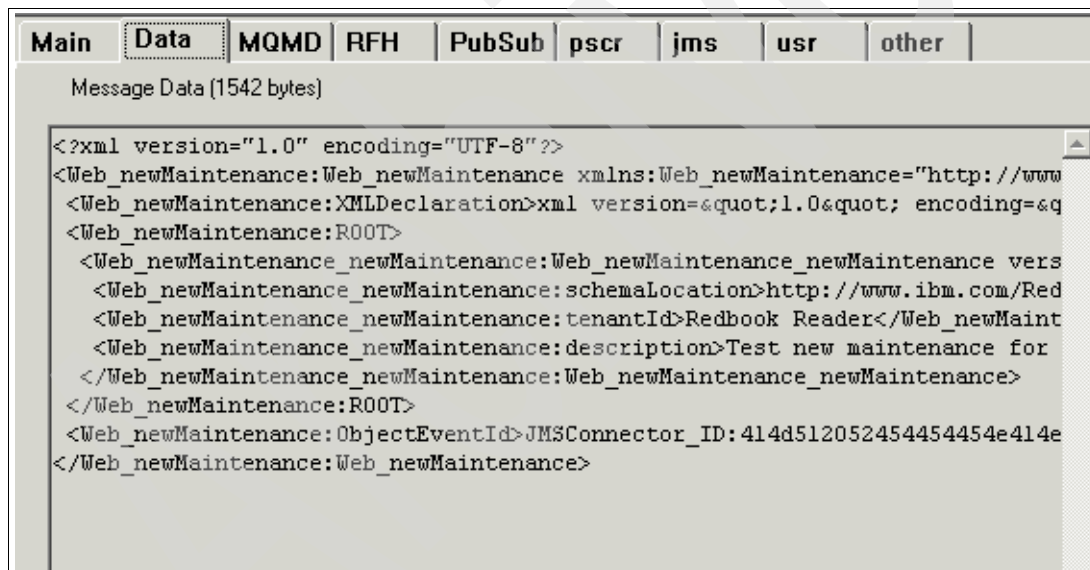 Main Data MQMD RFH PubSub pscr jms usr other
Message Data (1542 bytes)
<?xml version="1.0" encoding="UTF-8"?>
<Web_newMaintenance:Web_newMaintenance xmlns:Web_newMaintenance="http://www
<Web_newMaintenance:XMLDeclaration>xml version=&quot;1.0&quot; encoding=&q
<Web_newMaintenance:ROOT>
<Web_newMaintenance_newMaintenance:Web_newMaintenance_newMaintenance vers
<Web_newMaintenance_newMaintenance:schemaLocation>http://www.ibm.com/Red
<Web_newMaintenance_newMaintenance:tenantId>Redbook Reader</Web_newMaint
<Web_newMaintenance_newMaintenance:description>Test new maintenance for
</Web_newMaintenance_newMaintenance:Web_newMaintenance_newMaintenance>
</Web_newMaintenance:ROOT>
<Web_newMaintenance:ObjectEventId>JMSConnector_ID:414d512052454454454e414e
</Web_newMaintenance:Web_newMaintenance>